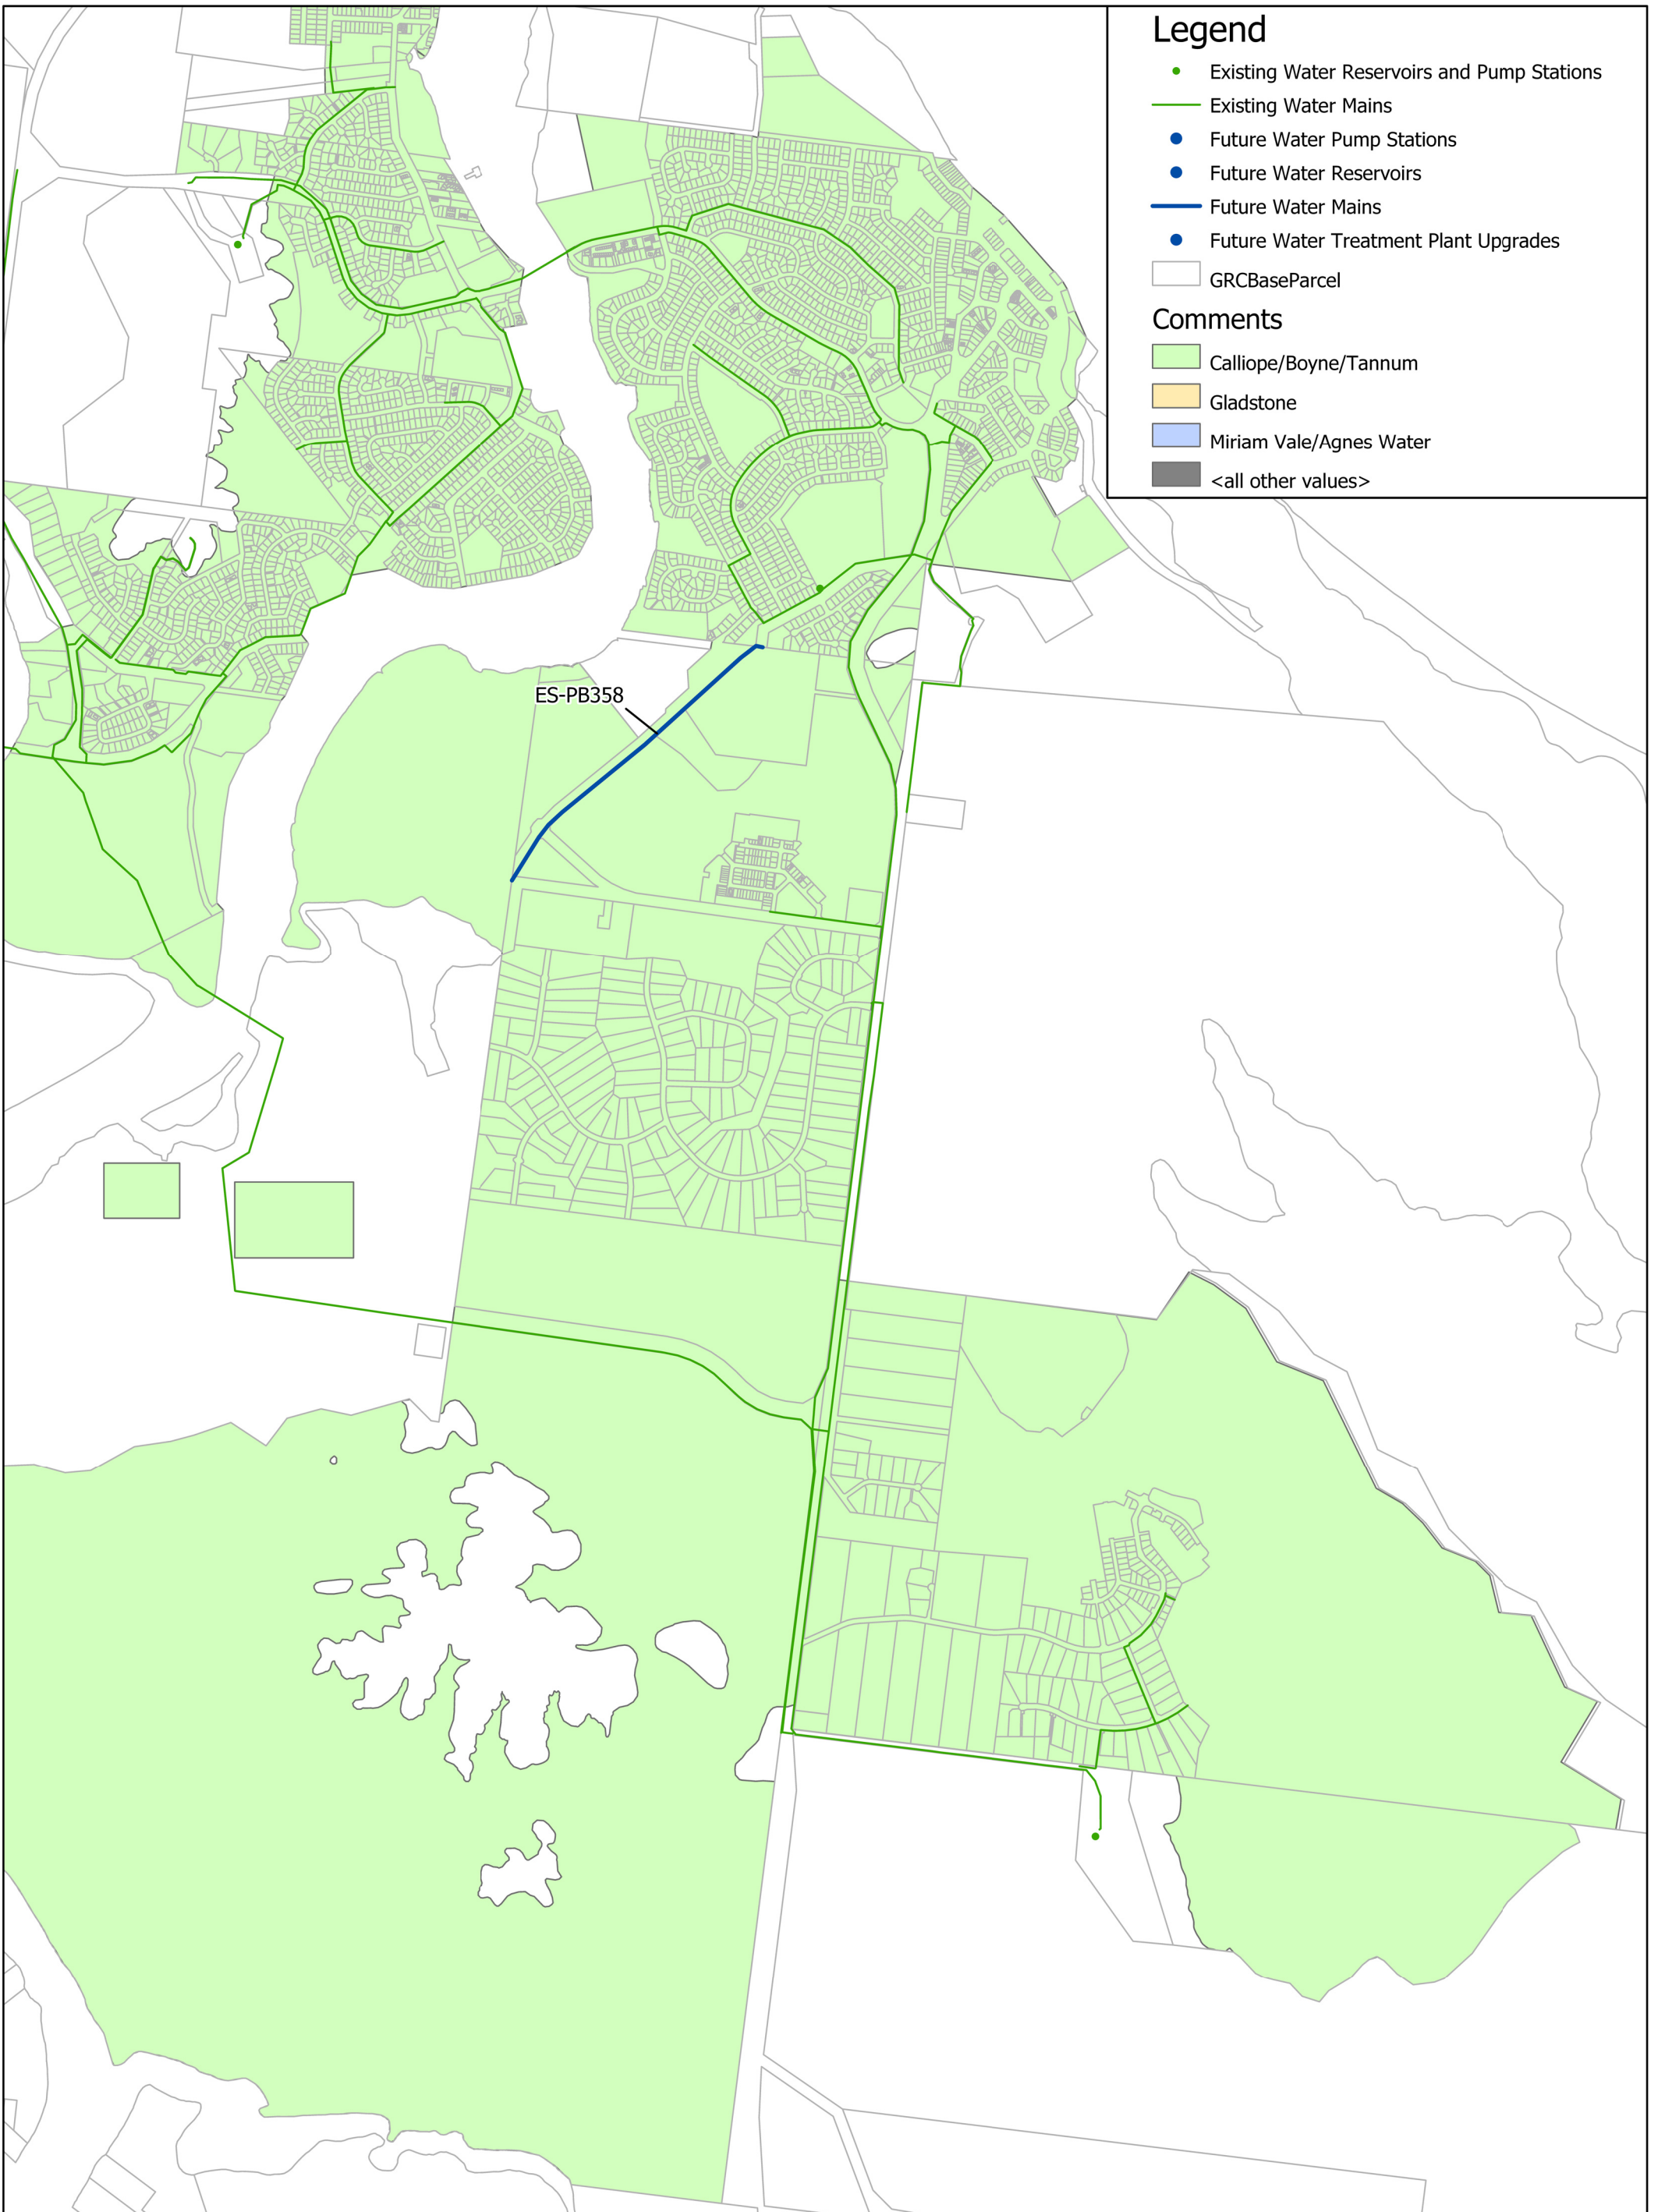 Legend
Existing Water Reservoirs and Pump Stations
Existing Water Mains
Future Water Pump Stations
Future Water Reservoirs
Future Water Mains
Future Water Treatment Plant Upgrades
GRCBaseParcel
Comments
Calliope/Boyne/Tannum
Gladstone
Miriam Vale/Agnes Water
<all other values>
ES-PB358